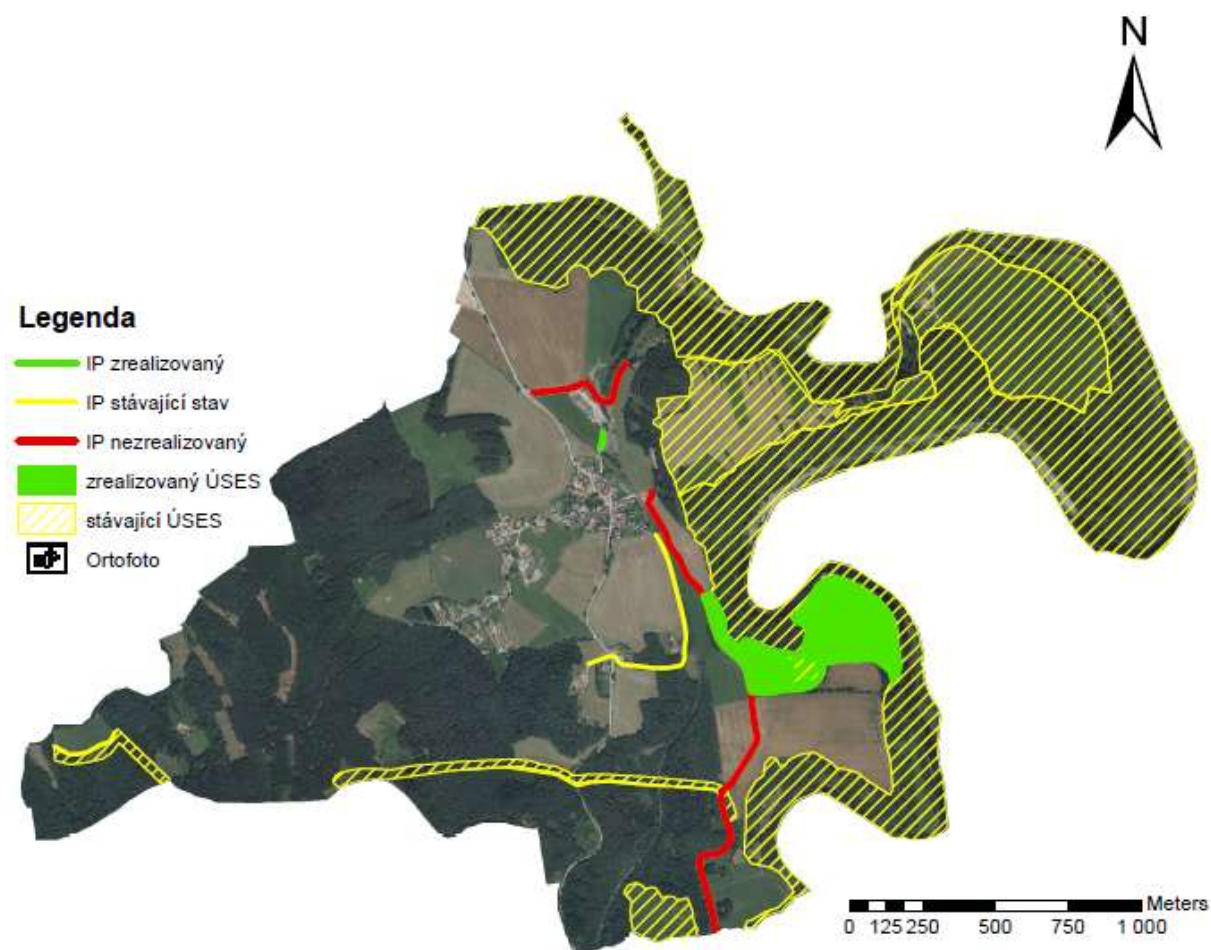 N
Legenda
IP zrealizovaný
IP stávající stav
IP nezrealizovaný
zrealizovaný ÚSES
stávající ÚSES
Ortofoto
Meters
0 125 250 500 750 1 000